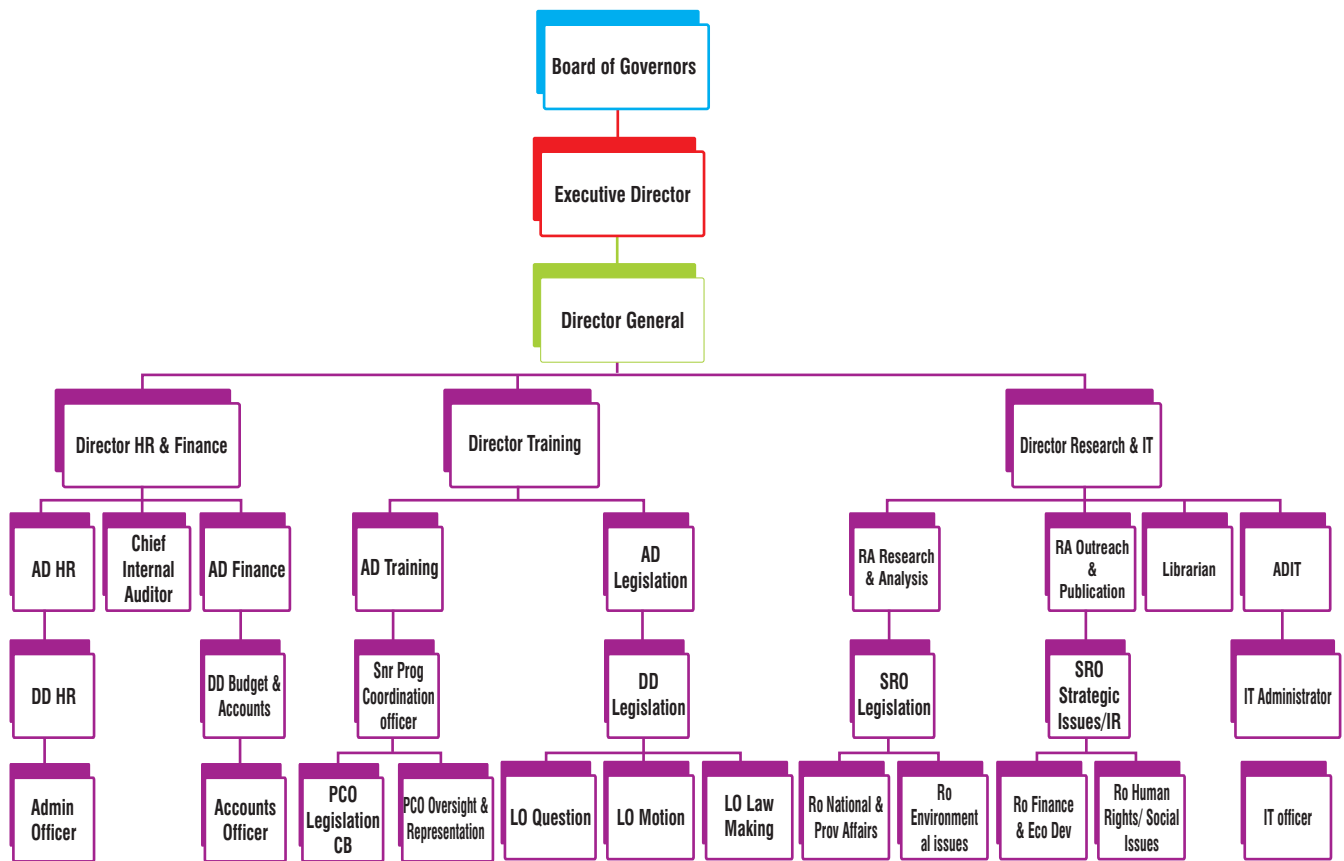 Board of Governors
Executive Director
Director General
Director HR & Finance
Director Training
Director Research & IT
AD HR
Chief
Internal
Auditor
AD Finance
AD Training
AD
Legislation
RA Research
& Analysis
RA Outreach
&
Publication
Librarian
ADIT
DD HR
DD Budget &
Accounts
Snr Prog
Coordination
officer
DD
Legislation
SRO
Legislation
SRO
Strategic
Issues/IR
IT Administrator
Admin
Officer
Accounts
Officer
PCO
Legislation
CB
PCO Oversight &
Representation
LO Question
LO Motion
LO Law
Making
Ro National &
Prov Affairs
Ro
Environment
al issues
Ro Finance
& Eco Dev
Ro Human
Rights/ Social
Issues
IT officer